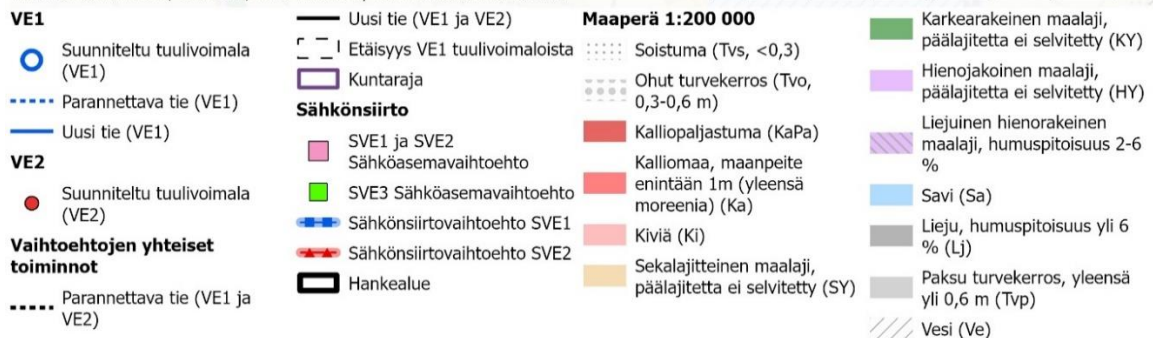 VE1
Suunniteltu tuulivoimala
(VE1)
Parannettava tie (VE1)
Uusi tie (VE1)
VE2
Suunniteltu tuulivoimala
(VE2)
Vaihtoehtojen yhteiset
toiminnot
Parannettava tie (VE1 ja
VE2)
Uusi tie (VE1 ja VE2)
Etäisyys VE1 tuulivoimaloista
Kuntaraja
Sähkönsiirto
SVE1 ja SVE2
Sähköasemavaihtoehto
SVE3 Sähköasemavaihtoehto
Sähkönsiirtovaihtoehto SVE1
Sähkönsiirtovaihtoehto SVE2
Hankealue
Maaperä 1:200 000
Soistuma (Tvs, <0,3)
Ohut turvekerros (Tvo,
0,3-0,6 m)
Kalliopaljastuma (KaPa)
Kalliomaa, maanpeite
enintään 1m (yleensä
moreenia) (Ka)
Kiviä (Ki)
Sekalajitteinen maalaji,
päälajitetta ei selvitetty (SY)
Karkearakeinen maalaji,
päälajitetta ei selvitetty (KY)
Hienojakoinen maalaji,
päälajitetta ei selvitetty (HY)
Liejuinen hienorakeinen
maalaji, humuspitoisuus 2-6
%
Savi (Sa)
Lieju, humuspitoisuus yli 6
% (Lj)
Paksu turvekerros, yleensä
yli 0,6 m (Tvp)
Vesi (Ve)